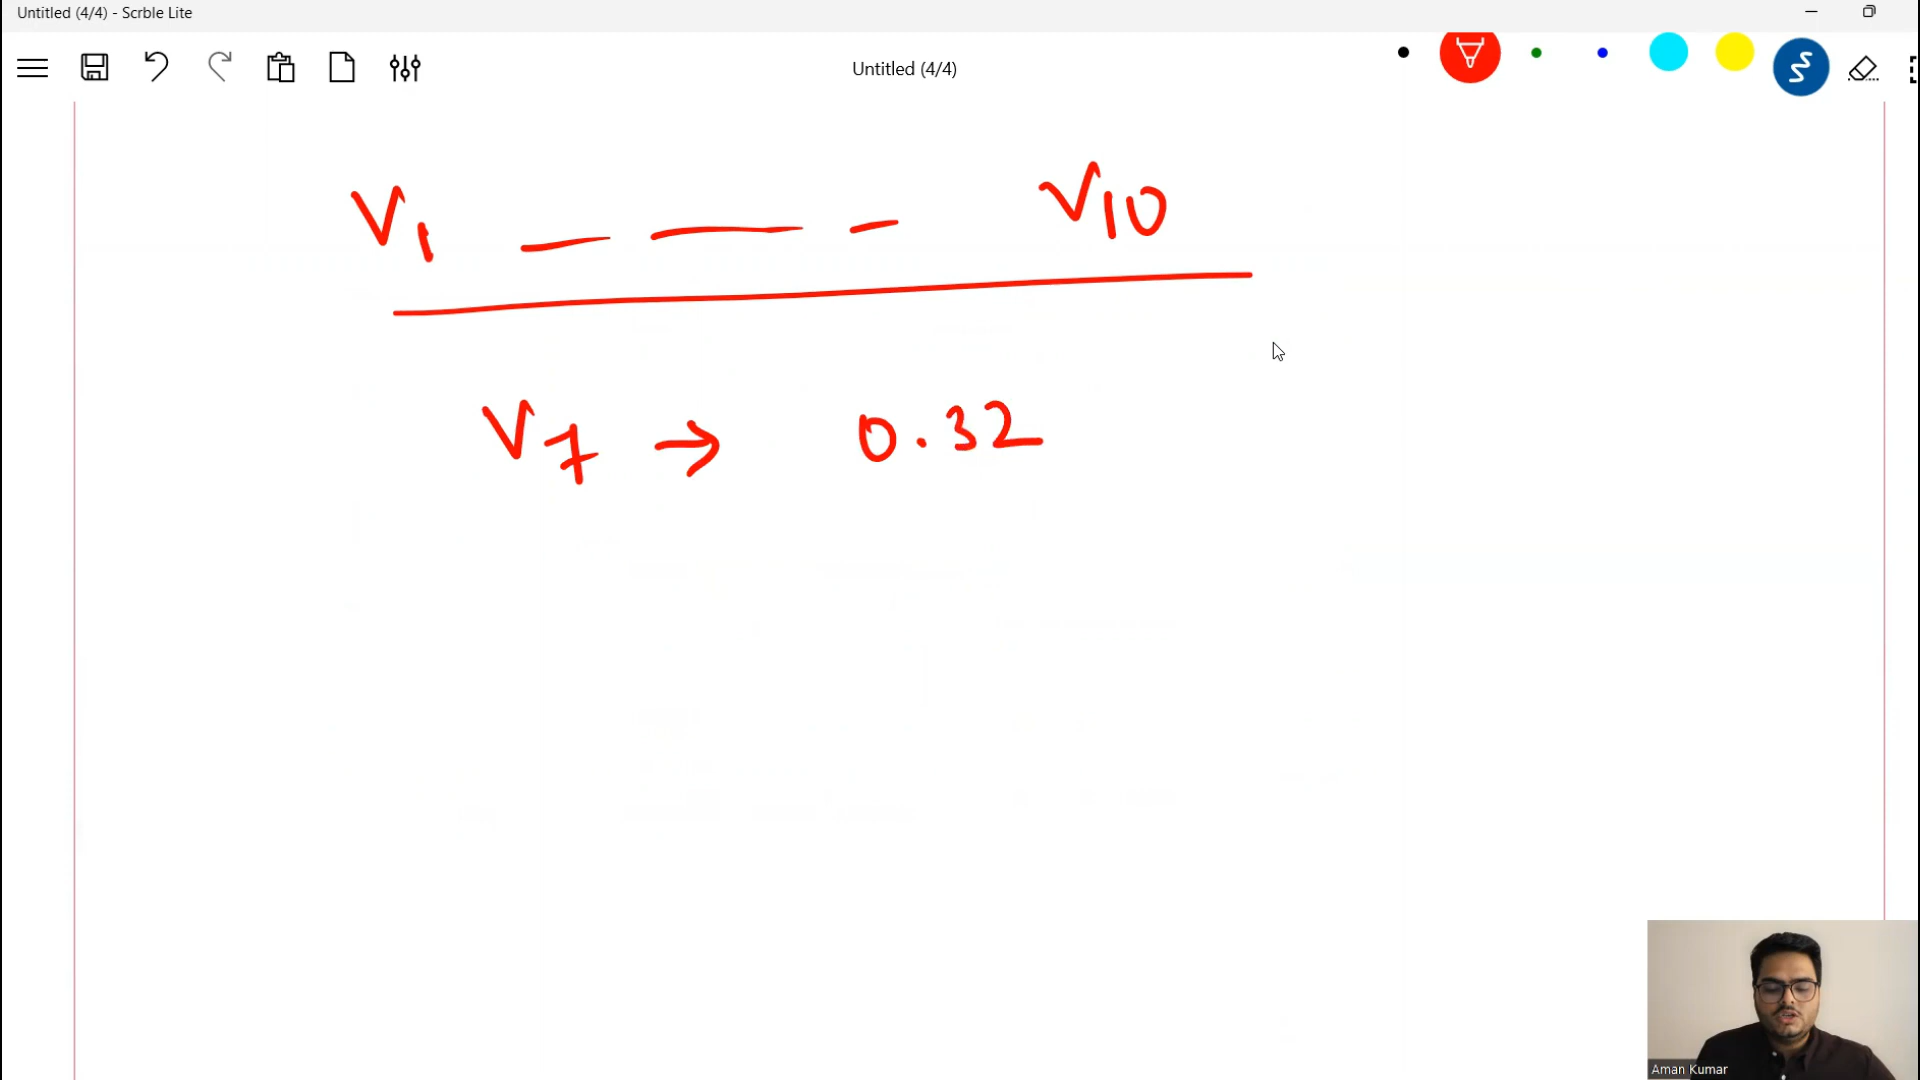 Untitled (4/4) - Scrble Lite
Untitled (4/4)
V1 _ _ _ V10
V7 → 0.32
Aman Kumar